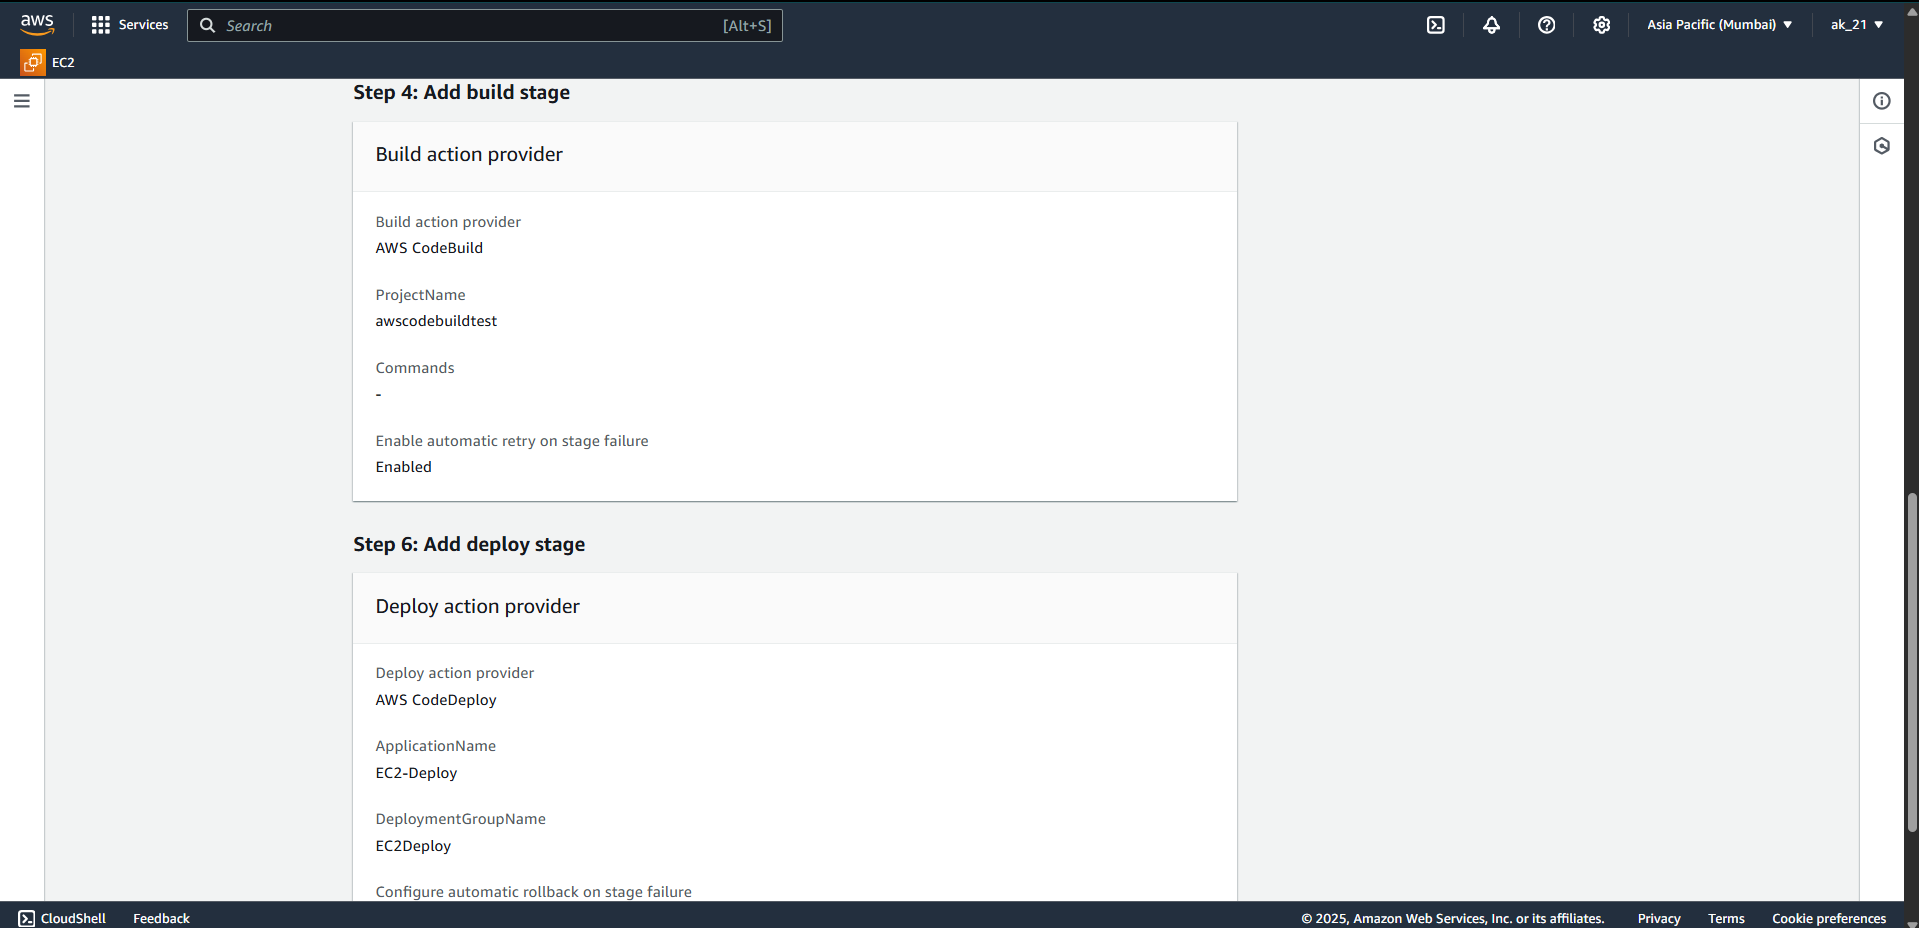 aws
Services
Search [Alt+S]
Asia Pacific (Mumbai)
ak_21
EC2
Step 4: Add build stage
Build action provider
Build action provider
AWS CodeBuild
ProjectName
awscodebuildtest
Commands
-
Enable automatic retry on stage failure
Enabled
Step 6: Add deploy stage
Deploy action provider
Deploy action provider
AWS CodeDeploy
ApplicationName
EC2-Deploy
DeploymentGroupName
EC2Deploy
Configure automatic rollback on stage failure
CloudShell Feedback © 2025, Amazon Web Services, Inc. or its affiliates. Privacy Terms Cookie preferences